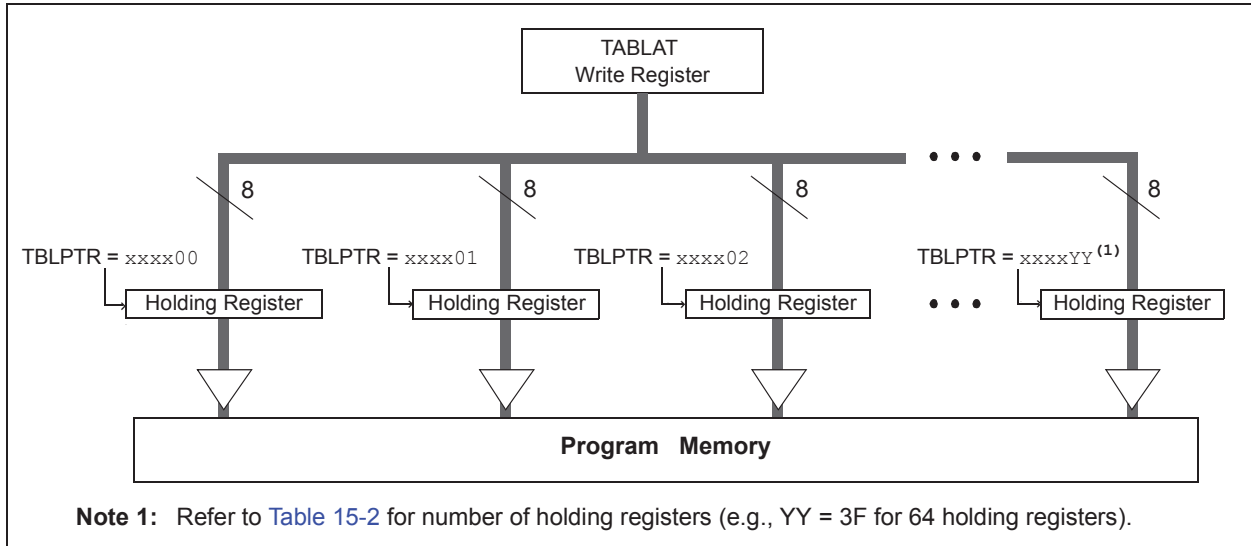 TABLAT
Write Register
8 8 8 8
TBLPTR = xxxx00 TBLPTR = xxxx01 TBLPTR = xxxx02 TBLPTR = xxxxYY(1)
Holding Register Holding Register Holding Register • • • Holding Register
Program Memory
Note 1: Refer to Table 15-2 for number of holding registers (e.g., YY = 3F for 64 holding registers).